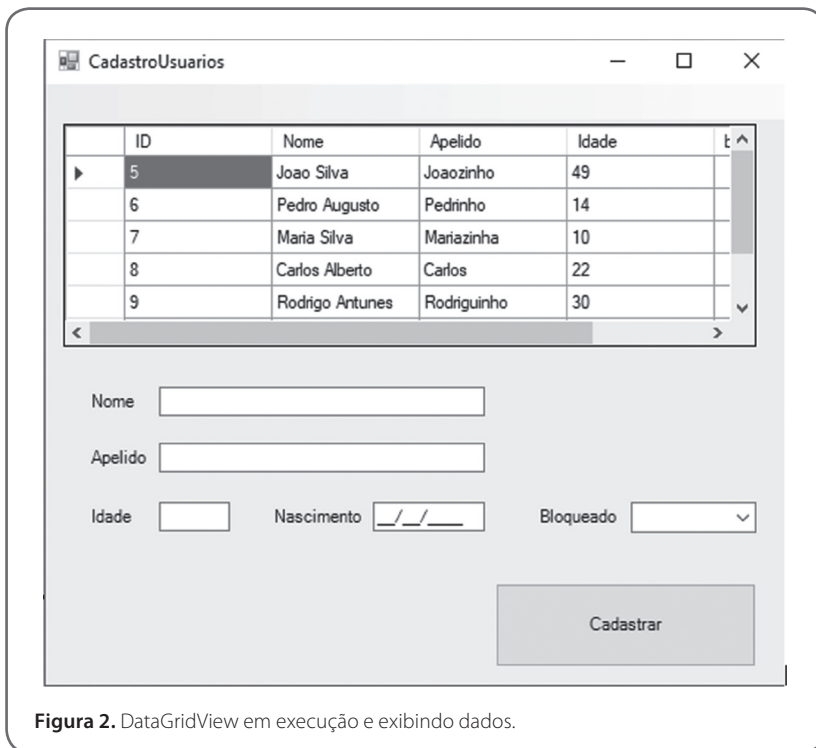 CadastroUsuarios
ID Nome Apelido Idade
5 Joao Silva Joaozinho 49
6 Pedro Augusto Pedrinho 14
7 Maria Silva Mariazinha 10
8 Carlos Alberto Carlos 22
9 Rodrigo Antunes Rodriguinho 30
Nome
Apelido
Idade Nascimento __/__/____ Bloqueado
Cadastrar
Figura 2. DataGridView em execução e exibindo dados.